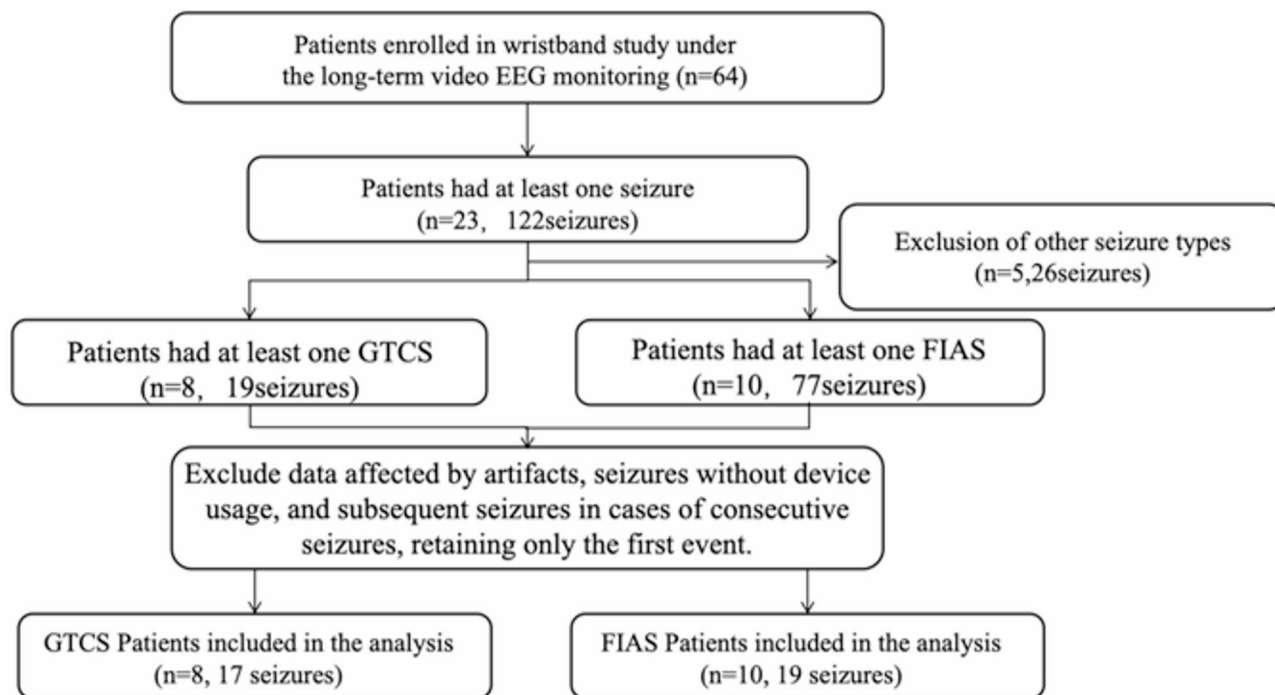 Patients enrolled in wristband study under
the long-term video EEG monitoring (n=64)
Patients had at least one seizure
(n=23, 122seizures)
Exclusion of other seizure types
(n=5,26seizures)
Patients had at least one GTCS
(n=8, 19seizures)
Patients had at least one FIAS
(n=10, 77seizures)
Exclude data affected by artifacts, seizures without device
usage, and subsequent seizures in cases of consecutive
seizures, retaining only the first event.
GTCS Patients included in the analysis
(n=8, 17 seizures)
FIAS Patients included in the analysis
(n=10, 19 seizures)